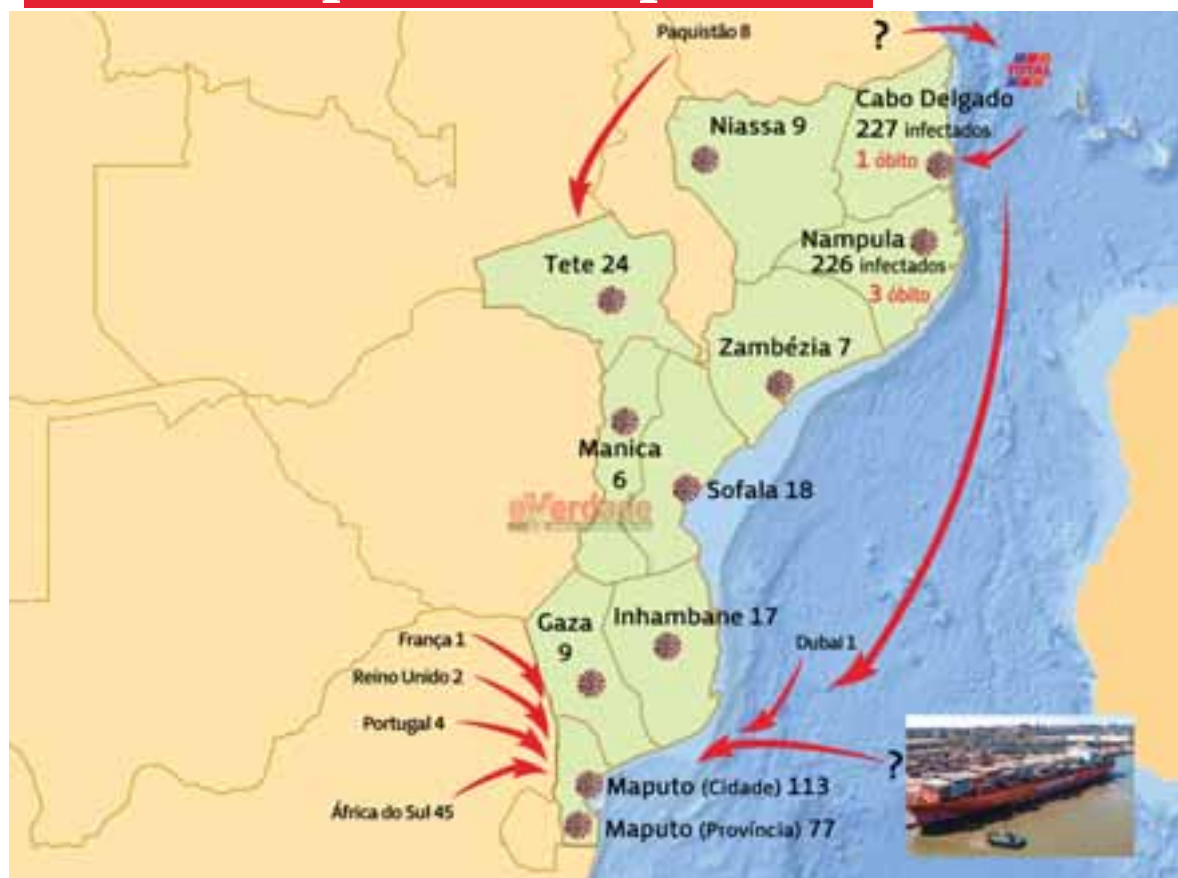 Paquistão 8
?
TOTAL
Cabo Delgado
227 infectados
1 óbito
Niassa 9
Nampula
226 infectados
3 óbito
Tete 24
Zambézia 7
Manica
6
Sofala 18
@Verdade
Gaza
9
Inhambane 17
França 1
Reino Unido 2
Portugal 4
África do Sul 45
Dubai 1
?
Maputo (Cidade) 113
Maputo (Província) 77